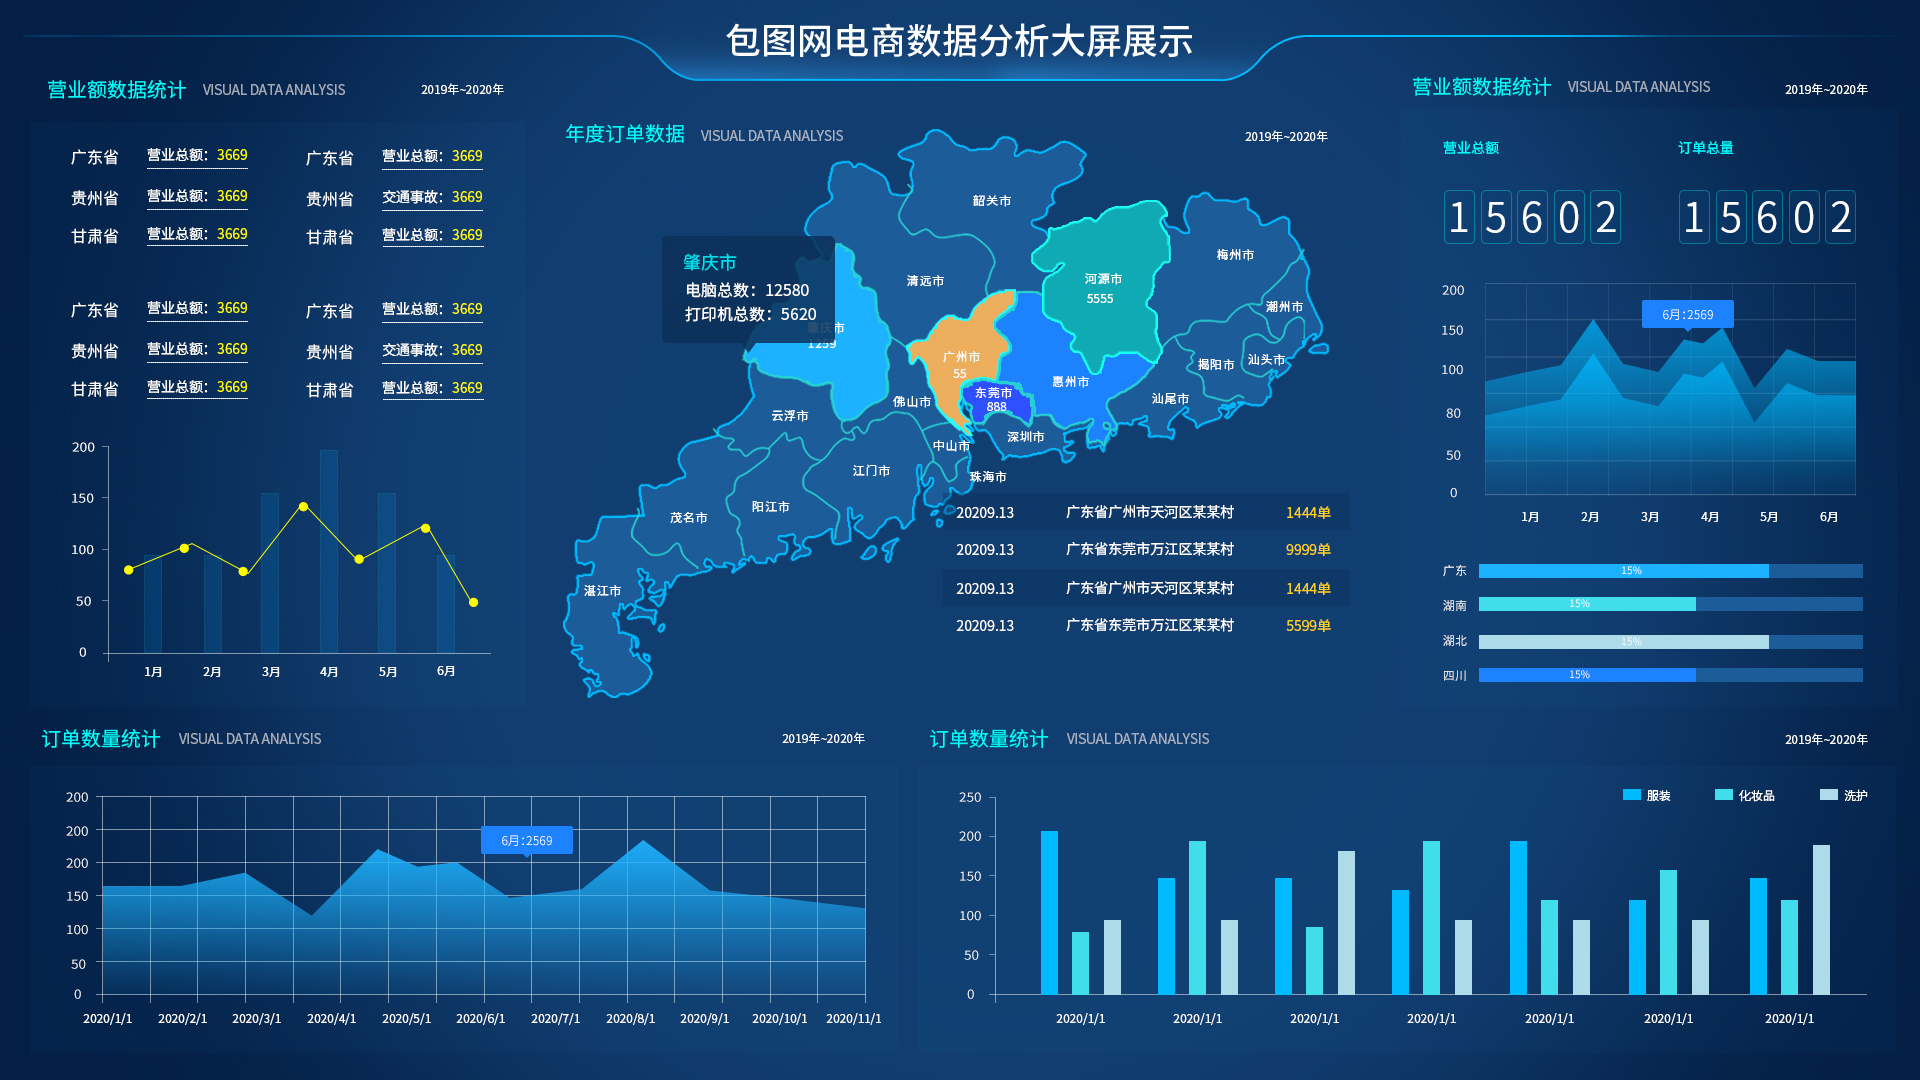 包图网电商数据分析大屏展示
营业额数据统计 VISUAL DATA ANALYSIS 2019年~2020年
广东省 营业总额：3669 广东省 营业总额：3669
贵州省 营业总额：3669 贵州省 交通事故：3669
甘肃省 营业总额：3669 甘肃省 营业总额：3669
广东省 营业总额：3669 广东省 营业总额：3669
贵州省 营业总额：3669 贵州省 交通事故：3669
甘肃省 营业总额：3669 甘肃省 营业总额：3669
200
150
100
50
0
1月 2月 3月 4月 5月 6月
年度订单数据 VISUAL DATA ANALYSIS 2019年~2020年
肇庆市
电脑总数：12580
打印机总数：5620
肇庆市
1259
韶关市
清远市
河源市
5555
梅州市
潮州市
汕头市
揭阳市
汕尾市
广州市
55
惠州市
东莞市
888
佛山市
云浮市
深圳市
中山市
江门市
珠海市
阳江市
茂名市
湛江市
20209.13 广东省广州市天河区某某村 1444单
20209.13 广东省东莞市万江区某某村 9999单
20209.13 广东省广州市天河区某某村 1444单
20209.13 广东省东莞市万江区某某村 5599单
营业额数据统计 VISUAL DATA ANALYSIS 2019年~2020年
营业总额 订单总量
15602 15602
200
150
100
80
50
0
6月：2569
1月 2月 3月 4月 5月 6月
广东 15%
湖南 15%
湖北 15%
四川 15%
订单数量统计 VISUAL DATA ANALYSIS 2019年~2020年
200
200
200
150
100
50
0
6月：2569
2020/1/1 2020/2/1 2020/3/1 2020/4/1 2020/5/1 2020/6/1 2020/7/1 2020/8/1 2020/9/1 2020/10/1 2020/11/1
订单数量统计 VISUAL DATA ANALYSIS 2019年~2020年
服装 化妆品 洗护
250
200
150
100
50
0
2020/1/1 2020/1/1 2020/1/1 2020/1/1 2020/1/1 2020/1/1 2020/1/1